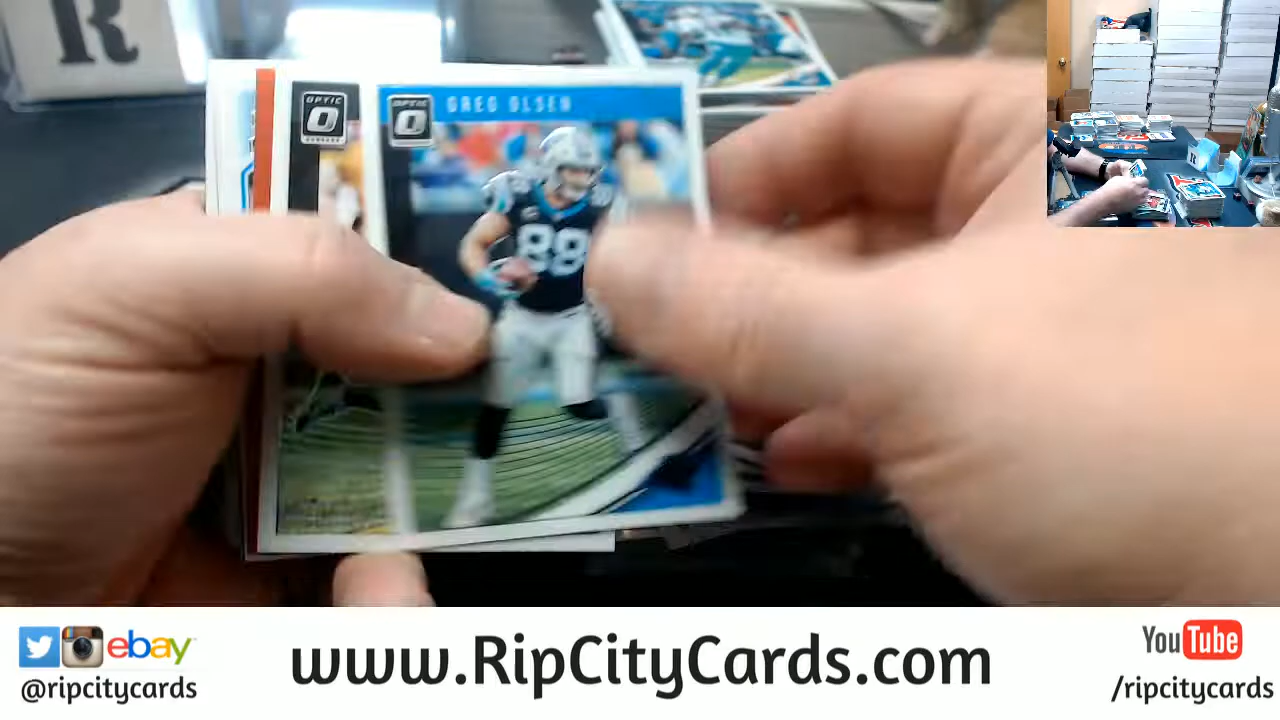 R
OPTIC
OPTIC
GREG OLSEN
88
ebay
www.RipCityCards.com
YouTube
@ripcitycards
/ripcitycards